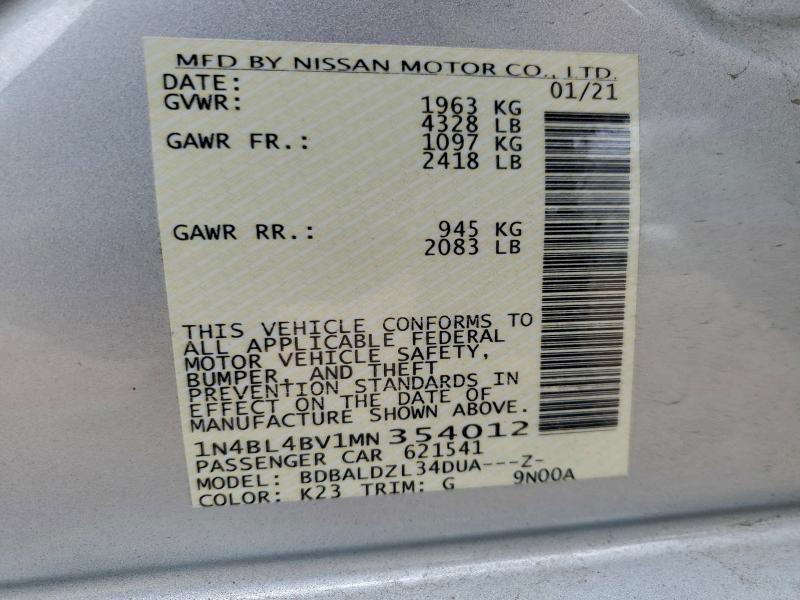 MFD BY NISSAN MOTOR CO., LTD.
DATE: 01/21
GVWR: 1963 KG
4328 LB
GAWR FR.: 1097 KG
2418 LB
GAWR RR.: 945 KG
2083 LB
THIS VEHICLE CONFORMS TO
ALL APPLICABLE FEDERAL
MOTOR VEHICLE SAFETY,
BUMPER, AND THEFT
PREVENTION STANDARDS IN
EFFECT ON THE DATE OF
MANUFACTURE SHOWN ABOVE.
1N4BL4BV1MN354012
PASSENGER CAR 621541
MODEL: BDBALDZL34DUA---Z-
COLOR: K23 TRIM: G 9N00A